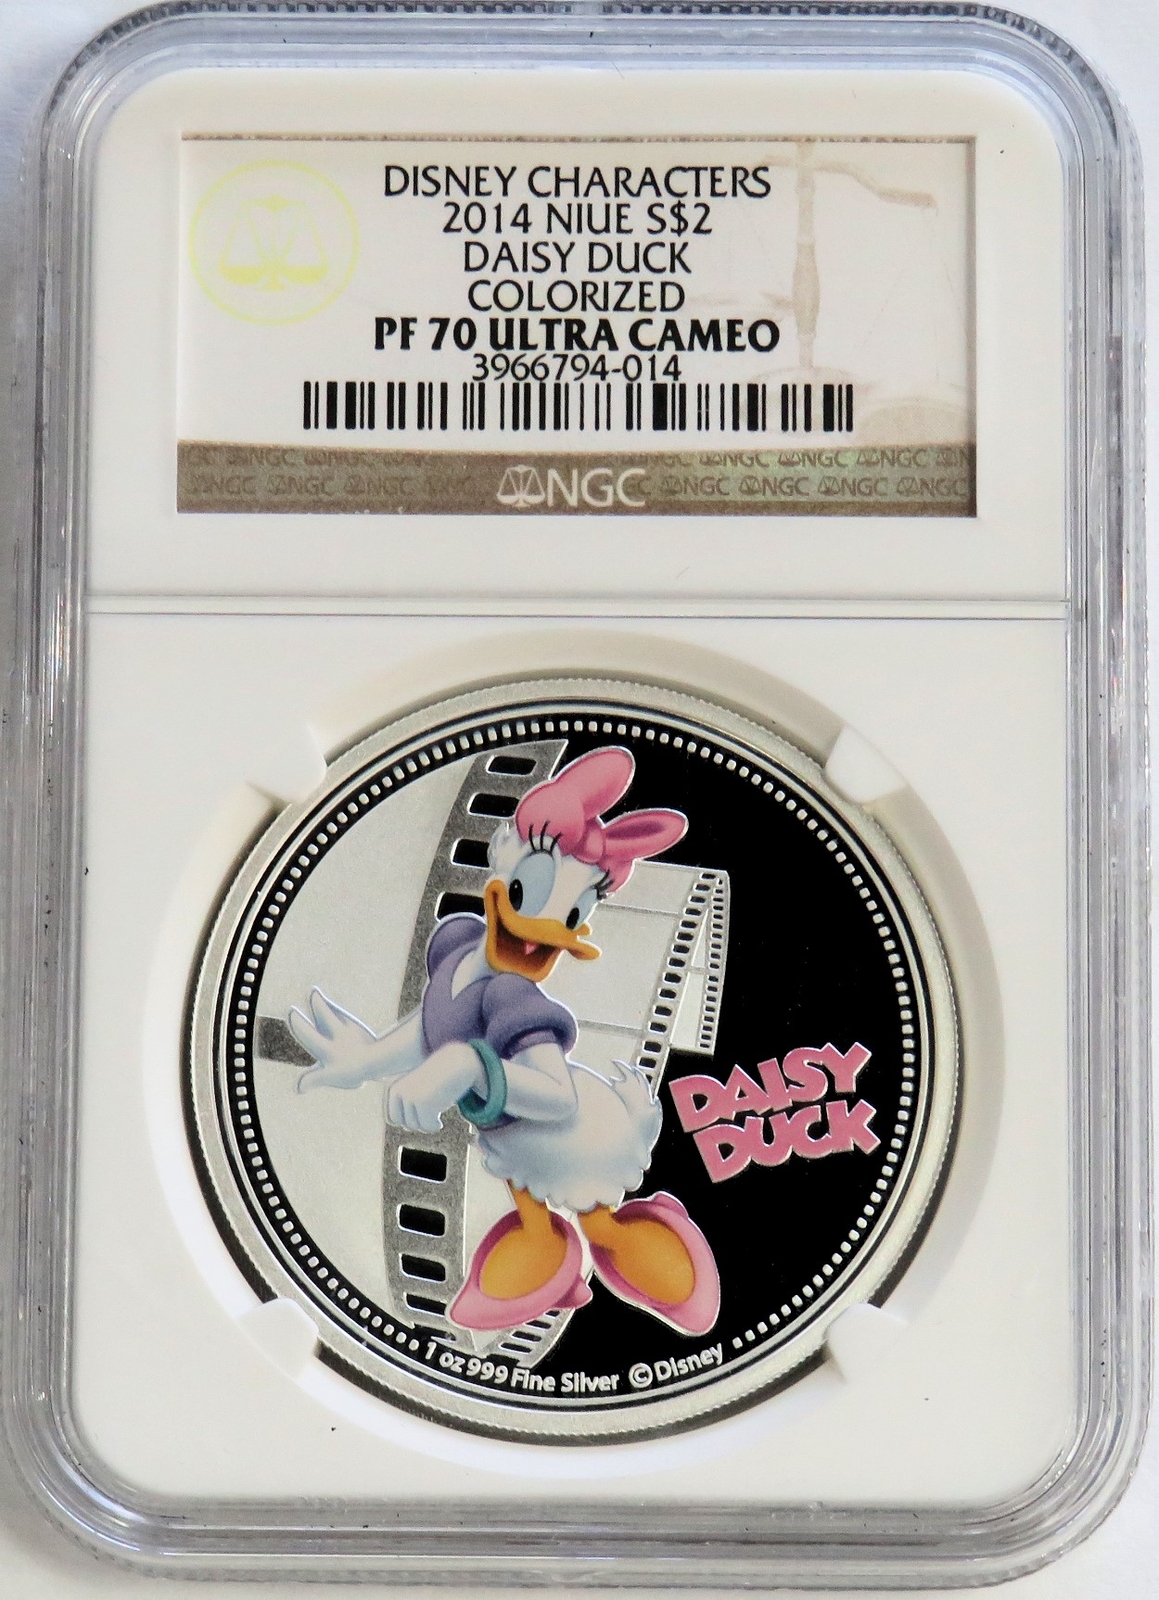 DISNEY CHARACTERS
2014 NIUE S$2
DAISY DUCK
COLORIZED
PF 70 ULTRA CAMEO
3966794-014
NGC
DAISY
DUCK
1 oz 999 Fine Silver © Disney